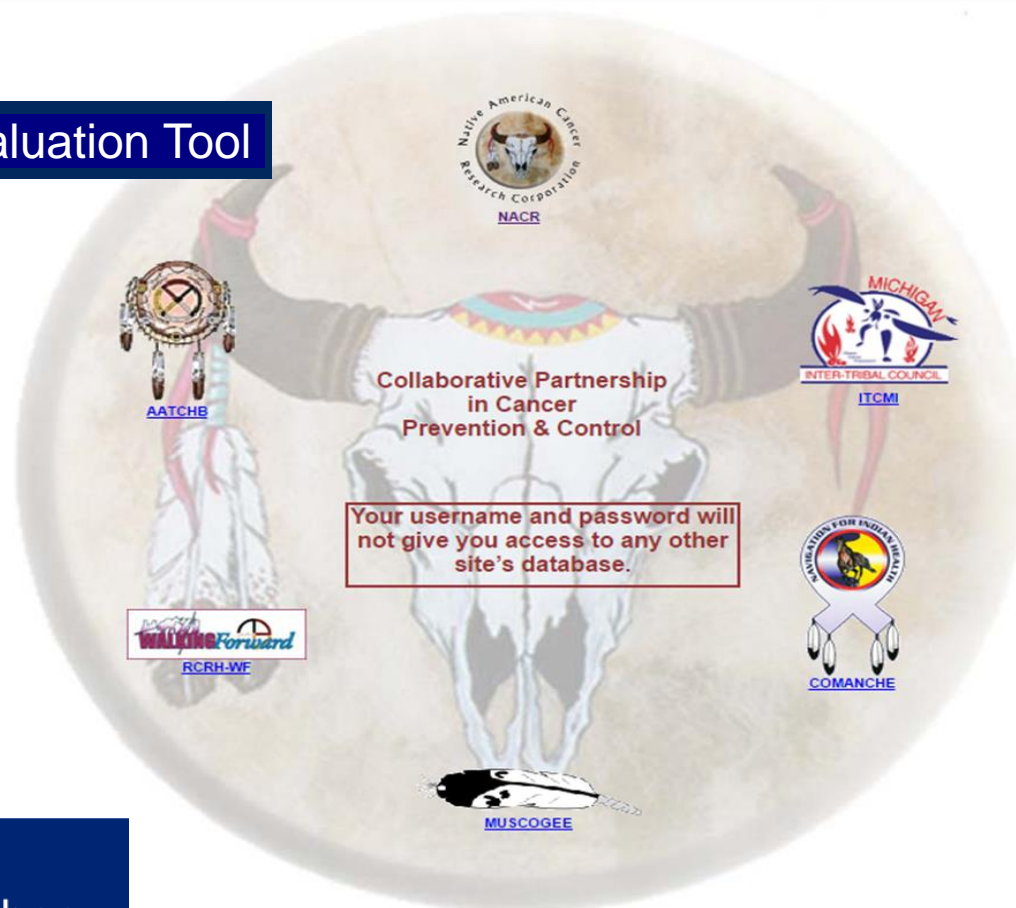 aluation Tool
Native American Cancer
Research Corporation
NACR
AATCHB
MICHIGAN
INTER-TRIBAL COUNCIL
ITCMI
Collaborative Partnership
in Cancer
Prevention & Control
Your username and password will
not give you access to any other
site's database.
NAVIGATION FOR INDIAN HEALTH
COMANCHE
WALKING Forward
RCRH-WF
MUSCOGEE